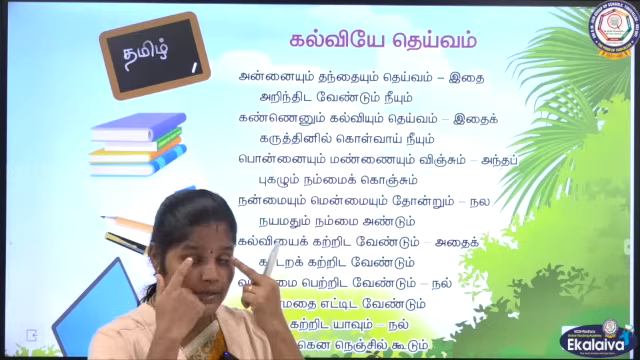 தமிழ்
கல்வியே தெய்வம்
அன்னையும் தந்தையும் தெய்வம் – இதை
அறிந்திட வேண்டும் நீயும்
கண்ணெனும் கல்வியும் தெய்வம் – இதைக்
கருத்தினில் கொள்வாய் நீயும்
பொன்னையும் மண்ணையும் விஞ்சும் – அந்தப்
புகழும் நம்மைக் கொஞ்சும்
நன்மையும் மென்மையும் தோன்றும் – நல
நயமதும் நம்மை அண்டும்
கல்வியைக் கற்றிட வேண்டும் – அதைக்
கற்றிட வேண்டும்
பெற்றிட வேண்டும் – நல்
எட்டிட வேண்டும்
கற்றிட யாவும் – நல்
நெஞ்சில் கூடும்
Ekalaiva